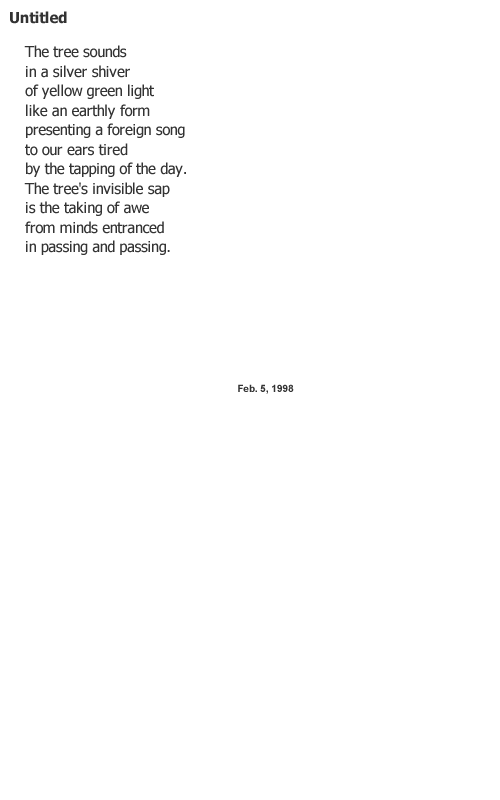 Untitled
The tree sounds
in a silver shiver
of yellow green light
like an earthly form
presenting a foreign song
to our ears tired
by the tapping of the day.
The tree's invisible sap
is the taking of awe
from minds entranced
in passing and passing.
Feb. 5, 1998